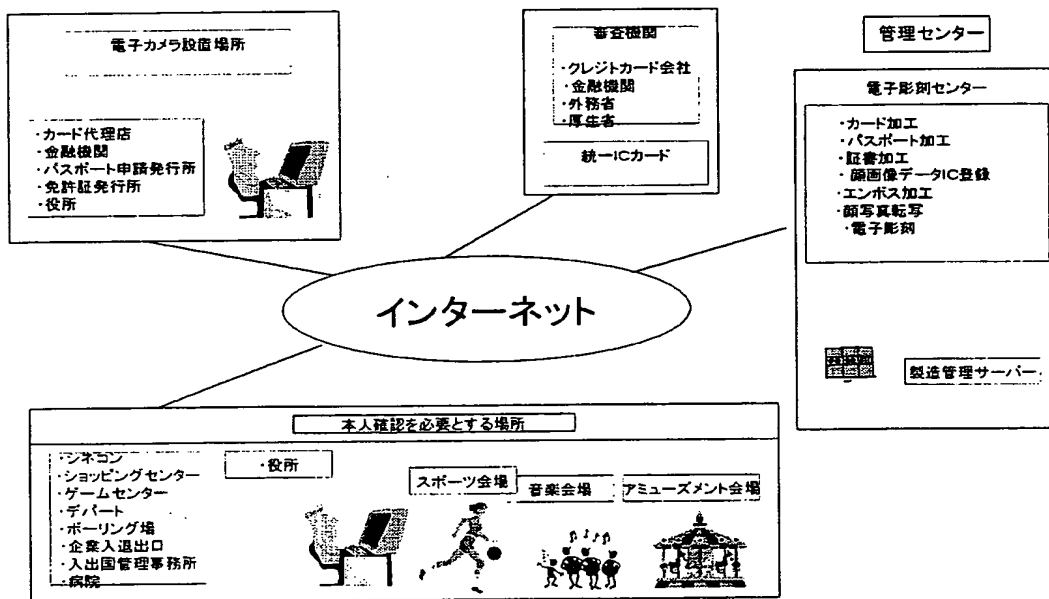 電子カメラ設置場所
・カード代理店
・金融機関
・パスポート申請発行所
・免許証発行所
・役所
審査機関
・クレジットカード会社
・金融機関
・外務省
・厚生省
統一ICカード
管理センター
電子彫刻センター
・カード加工
・パスポート加工
・証書加工
・顔画像データIC登録
・エンボス加工
・顔写真転写
・電子彫刻
製造管理サーバー
インターネット
本人確認を必要とする場所
・シネコン
・ショッピングセンター
・ゲームセンター
・デパート
・ボーリング場
・企業入退出口
・入出国管理事務所
・病院
・役所
スポーツ会場
音楽会場
アミューズメント会場